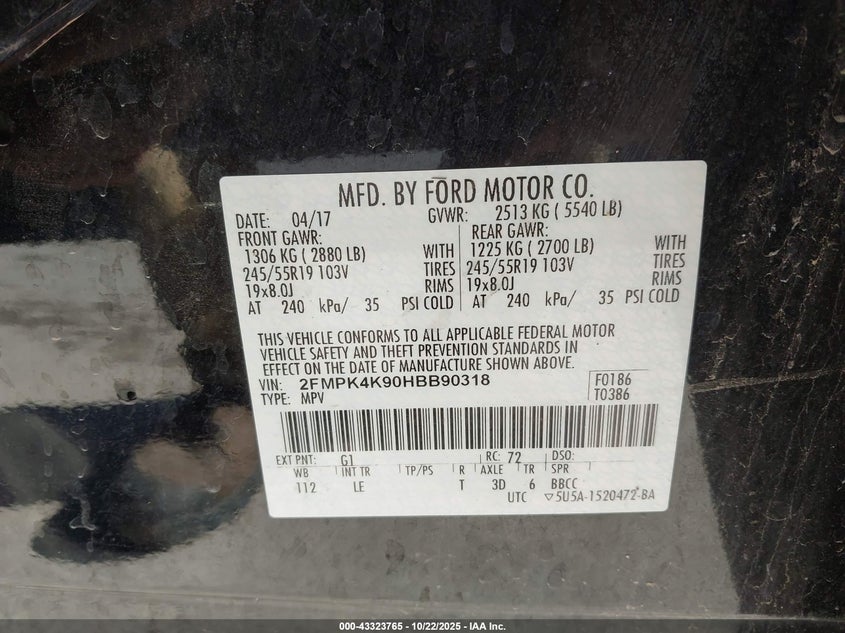 MFD. BY FORD MOTOR CO.
DATE: 04/17 GVWR: 2513 KG ( 5540 LB)
FRONT GAWR: REAR GAWR:
1306 KG ( 2880 LB) WITH 1225 KG ( 2700 LB) WITH
245/55R19 103V TIRES 245/55R19 103V TIRES
19x8.0J RIMS 19x8.0J RIMS
AT 240 kPa/ 35 PSI COLD AT 240 kPa/ 35 PSI COLD
THIS VEHICLE CONFORMS TO ALL APPLICABLE FEDERAL MOTOR
VEHICLE SAFETY AND THEFT PREVENTION STANDARDS IN
EFFECT ON THE DATE OF MANUFACTURE SHOWN ABOVE.
VIN: 2FMPK4K90HBB90318 F0186
TYPE: MPV T0386
EXT PNT: G1 RC: 72 DSO:
WB INT TR TP/PS R AXLE TR SPR
112 LE T 3D 6 BBCC
UTC ▽5U5A-1520472-BA
000-43323765 - 10/22/2025 - IAA Inc.